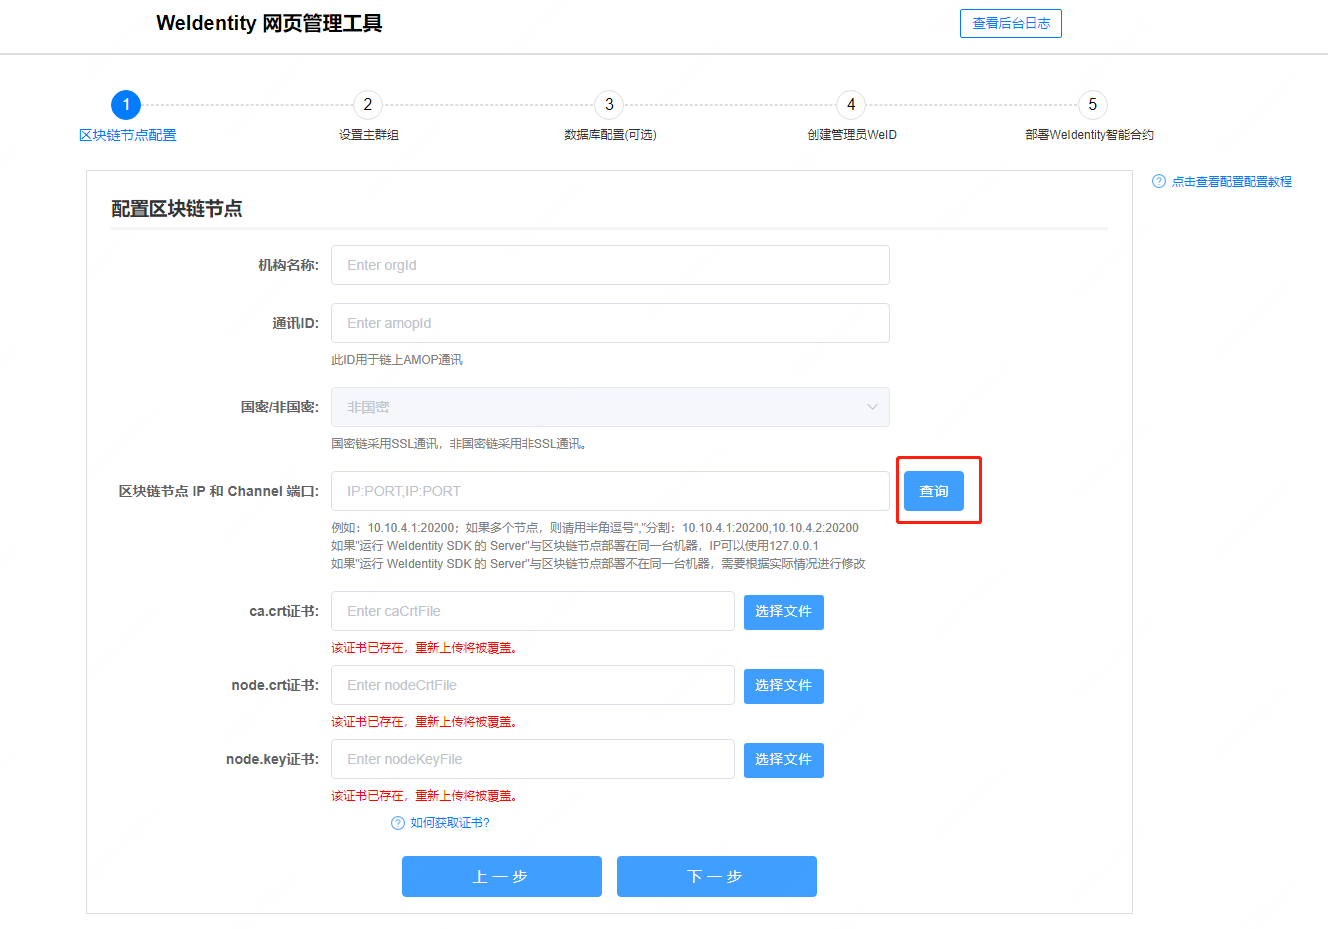 WeIdentity 网页管理工具
查看后台日志
1
2
3
4
5
区块链节点配置
设置主群组
数据库配置(可选)
创建管理员WeID
部署WeIdentity智能合约
点击查看配置配置教程
配置区块链节点
机构名称:
Enter orgId
通讯ID:
Enter amopId
此ID用于链上AMOP通讯
国密/非国密:
非国密
国密链采用SSL通讯，非国密链采用非SSL通讯。
区块链节点 IP 和 Channel 端口:
IP:PORT,IP:PORT
查询
例如：10.10.4.1:20200；如果多个节点，则请用半角逗号","分割：10.10.4.1:20200,10.10.4.2:20200
如果"运行 WeIdentity SDK 的 Server"与区块链节点部署在同一台机器，IP可以使用127.0.0.1
如果"运行 WeIdentity SDK 的 Server"与区块链节点部署不在同一台机器，需要根据实际情况进行修改
ca.crt证书:
Enter caCrtFile
选择文件
该证书已存在，重新上传将被覆盖。
node.crt证书:
Enter nodeCrtFile
选择文件
该证书已存在，重新上传将被覆盖。
node.key证书:
Enter nodeKeyFile
选择文件
该证书已存在，重新上传将被覆盖。
如何获取证书?
上 一 步
下 一 步